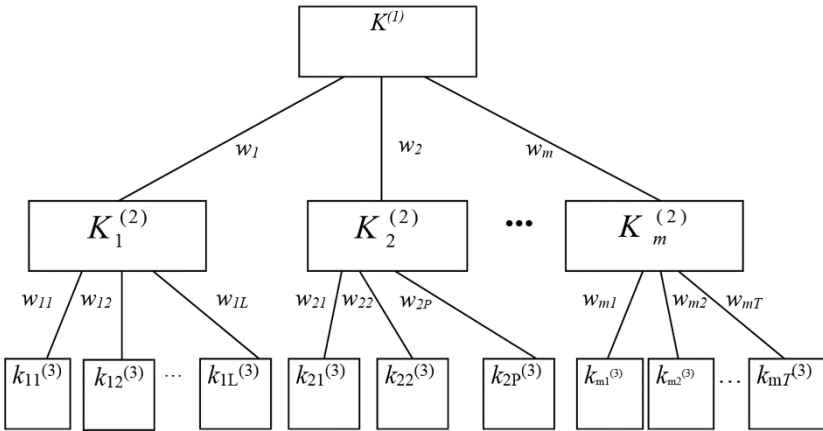 K⁽¹⁾
w₁ w₂ wₘ
K₁⁽²⁾ K₂⁽²⁾ ••• Kₘ⁽²⁾
w₁₁ w₁₂ w₁L w₂₁ w₂₂ w₂P wₘ₁ wₘ₂ wₘT
k₁₁⁽³⁾ k₁₂⁽³⁾ ... k₁L⁽³⁾ k₂₁⁽³⁾ k₂₂⁽³⁾ k₂P⁽³⁾ kₘ₁⁽³⁾ kₘ₂⁽³⁾ ... kₘT⁽³⁾